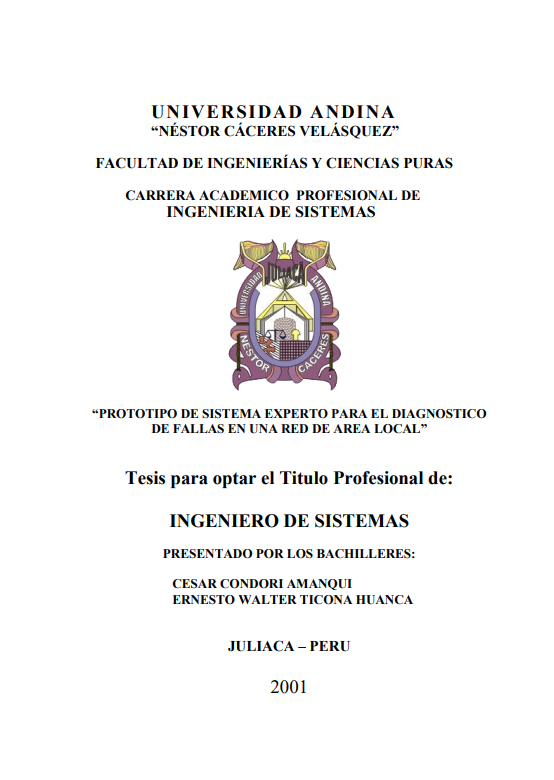 UNIVERSIDAD ANDINA
“NÉSTOR CÁCERES VELÁSQUEZ”
FACULTAD DE INGENIERÍAS Y CIENCIAS PURAS
CARRERA ACADEMICO PROFESIONAL DE
INGENIERIA DE SISTEMAS
JULIACA
UNIVERSIDAD
ANDINA
NESTOR
CACERES
“PROTOTIPO DE SISTEMA EXPERTO PARA EL DIAGNOSTICO
DE FALLAS EN UNA RED DE AREA LOCAL”
Tesis para optar el Titulo Profesional de:
INGENIERO DE SISTEMAS
PRESENTADO POR LOS BACHILLERES:
CESAR CONDORI AMANQUI
ERNESTO WALTER TICONA HUANCA
JULIACA – PERU
2001